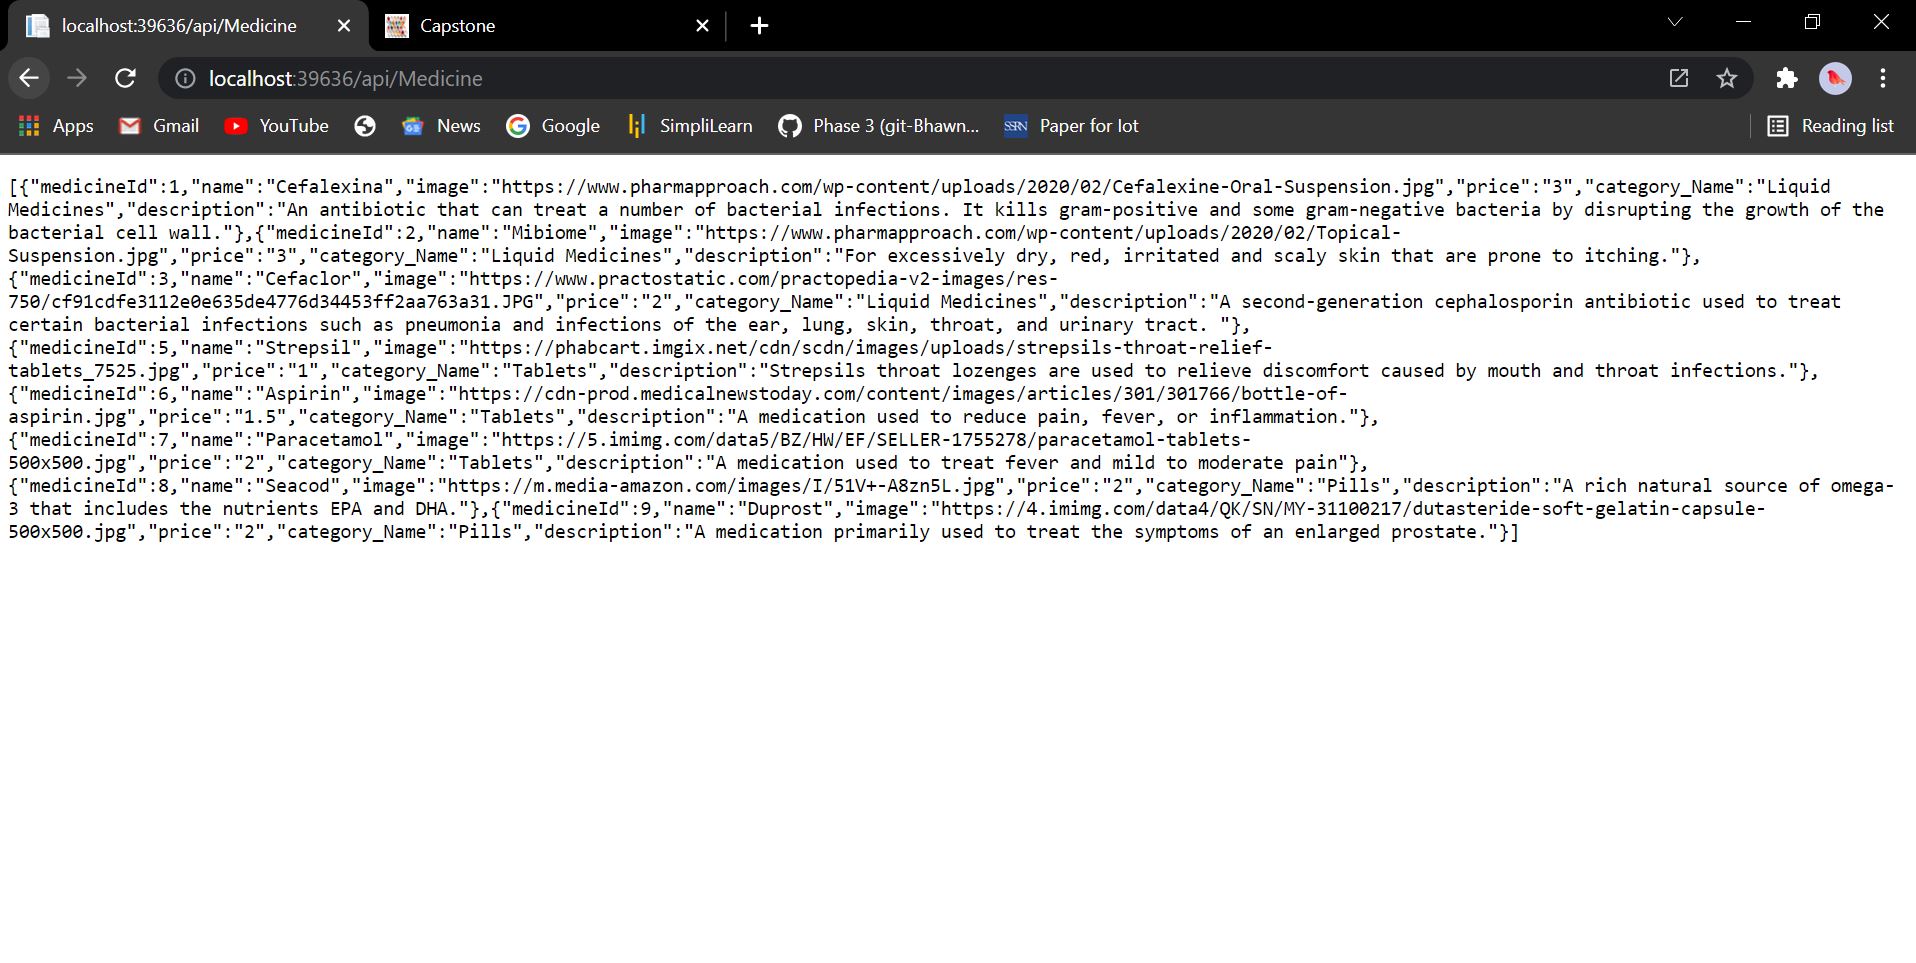 localhost:39636/api/Medicine
Capstone
localhost:39636/api/Medicine
Apps Gmail YouTube News Google SimpliLearn Phase 3 (git-Bhawn... SSRN Paper for Iot Reading list
[{"medicineId":1,"name":"Cefalexina","image":"https://www.pharmapproach.com/wp-content/uploads/2020/02/Cefalexine-Oral-Suspension.jpg","price":"3","category_Name":"Liquid
Medicines","description":"An antibiotic that can treat a number of bacterial infections. It kills gram-positive and some gram-negative bacteria by disrupting the growth of the
bacterial cell wall."},{"medicineId":2,"name":"Mibiome","image":"https://www.pharmapproach.com/wp-content/uploads/2020/02/Topical-
Suspension.jpg","price":"3","category_Name":"Liquid Medicines","description":"For excessively dry, red, irritated and scaly skin that are prone to itching."},
{"medicineId":3,"name":"Cefaclor","image":"https://www.practostatic.com/practopedia-v2-images/res-
750/cf91cdfe3112e0e635de4776d34453ff2aa763a31.JPG","price":"2","category_Name":"Liquid Medicines","description":"A second-generation cephalosporin antibiotic used to treat
certain bacterial infections such as pneumonia and infections of the ear, lung, skin, throat, and urinary tract. "},
{"medicineId":5,"name":"Strepsil","image":"https://phabcart.imgix.net/cdn/scdn/images/uploads/strepsils-throat-relief-
tablets_7525.jpg","price":"1","category_Name":"Tablets","description":"Strepsils throat lozenges are used to relieve discomfort caused by mouth and throat infections."},
{"medicineId":6,"name":"Aspirin","image":"https://cdn-prod.medicalnewstoday.com/content/images/articles/301/301766/bottle-of-
aspirin.jpg","price":"1.5","category_Name":"Tablets","description":"A medication used to reduce pain, fever, or inflammation."},
{"medicineId":7,"name":"Paracetamol","image":"https://5.imimg.com/data5/BZ/HW/EF/SELLER-1755278/paracetamol-tablets-
500x500.jpg","price":"2","category_Name":"Tablets","description":"A medication used to treat fever and mild to moderate pain"},
{"medicineId":8,"name":"Seacod","image":"https://m.media-amazon.com/images/I/51V+-A8zn5L.jpg","price":"2","category_Name":"Pills","description":"A rich natural source of omega-
3 that includes the nutrients EPA and DHA."},{"medicineId":9,"name":"Duprost","image":"https://4.imimg.com/data4/QK/SN/MY-31100217/dutasteride-soft-gelatin-capsule-
500x500.jpg","price":"2","category_Name":"Pills","description":"A medication primarily used to treat the symptoms of an enlarged prostate."}]